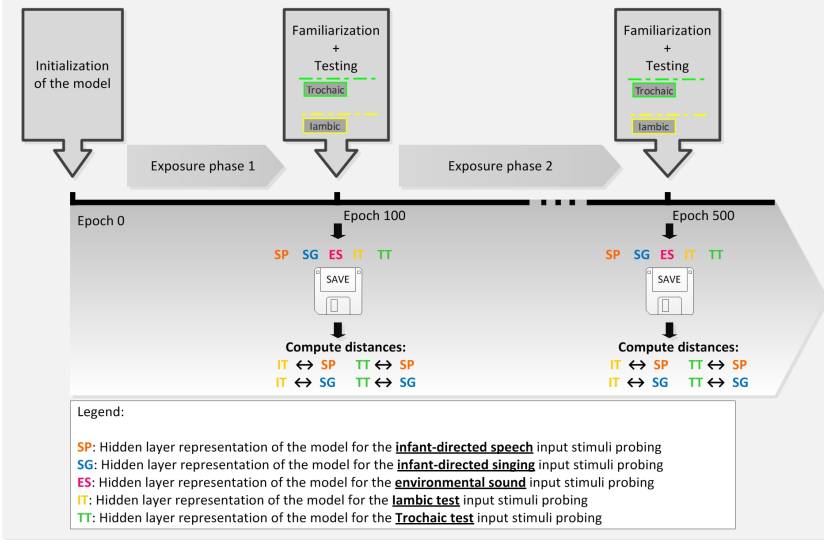 Initialization
of the model
Familiarization
+
Testing
Trochaic
Iambic
Familiarization
+
Testing
Trochaic
Iambic
Exposure phase 1
Exposure phase 2
Epoch 0
Epoch 100
Epoch 500
SP SG ES IT TT
SAVE
Compute distances:
IT ↔ SP TT ↔ SP
IT ↔ SG TT ↔ SG
SP SG ES IT TT
SAVE
Compute distances:
IT ↔ SP TT ↔ SP
IT ↔ SG TT ↔ SG
Legend:
SP: Hidden layer representation of the model for the infant-directed speech input stimuli probing
SG: Hidden layer representation of the model for the infant-directed singing input stimuli probing
ES: Hidden layer representation of the model for the environmental sound input stimuli probing
IT: Hidden layer representation of the model for the Iambic test input stimuli probing
TT: Hidden layer representation of the model for the Trochaic test input stimuli probing